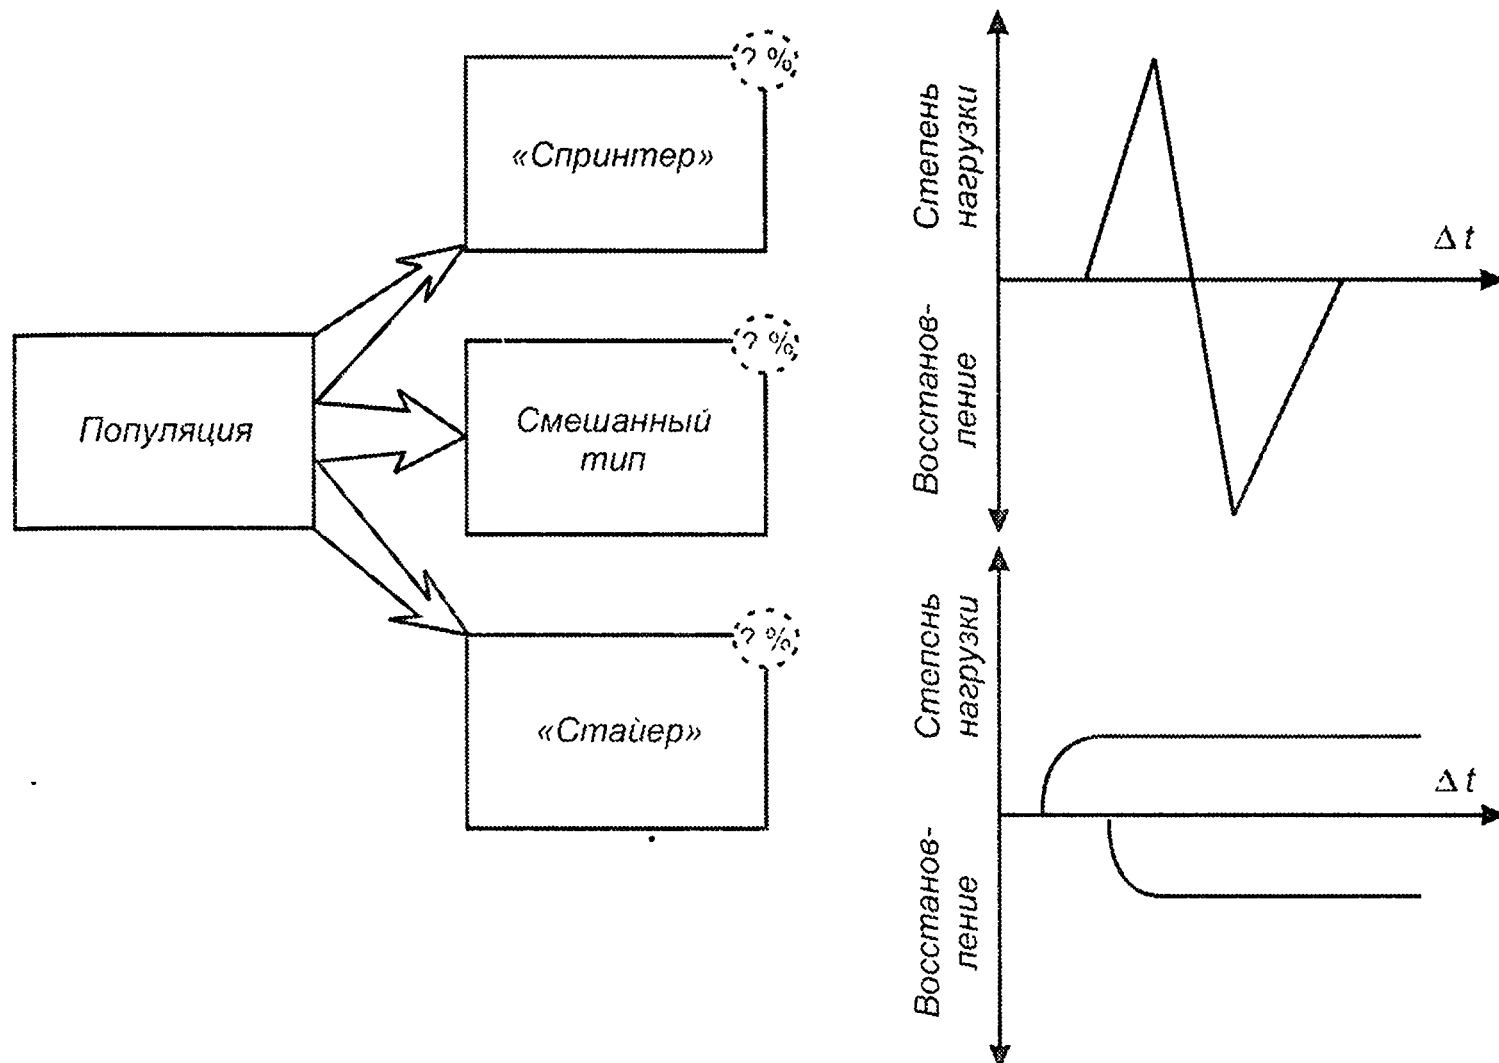 ? %
«Спринтер»
? %
Популяция
Смешанный
тип
? %
«Стайер»
Степень
нагрузки
Δ t
Восстанов-
ление
Степень
нагрузки
Δ t
Восстанов-
ление